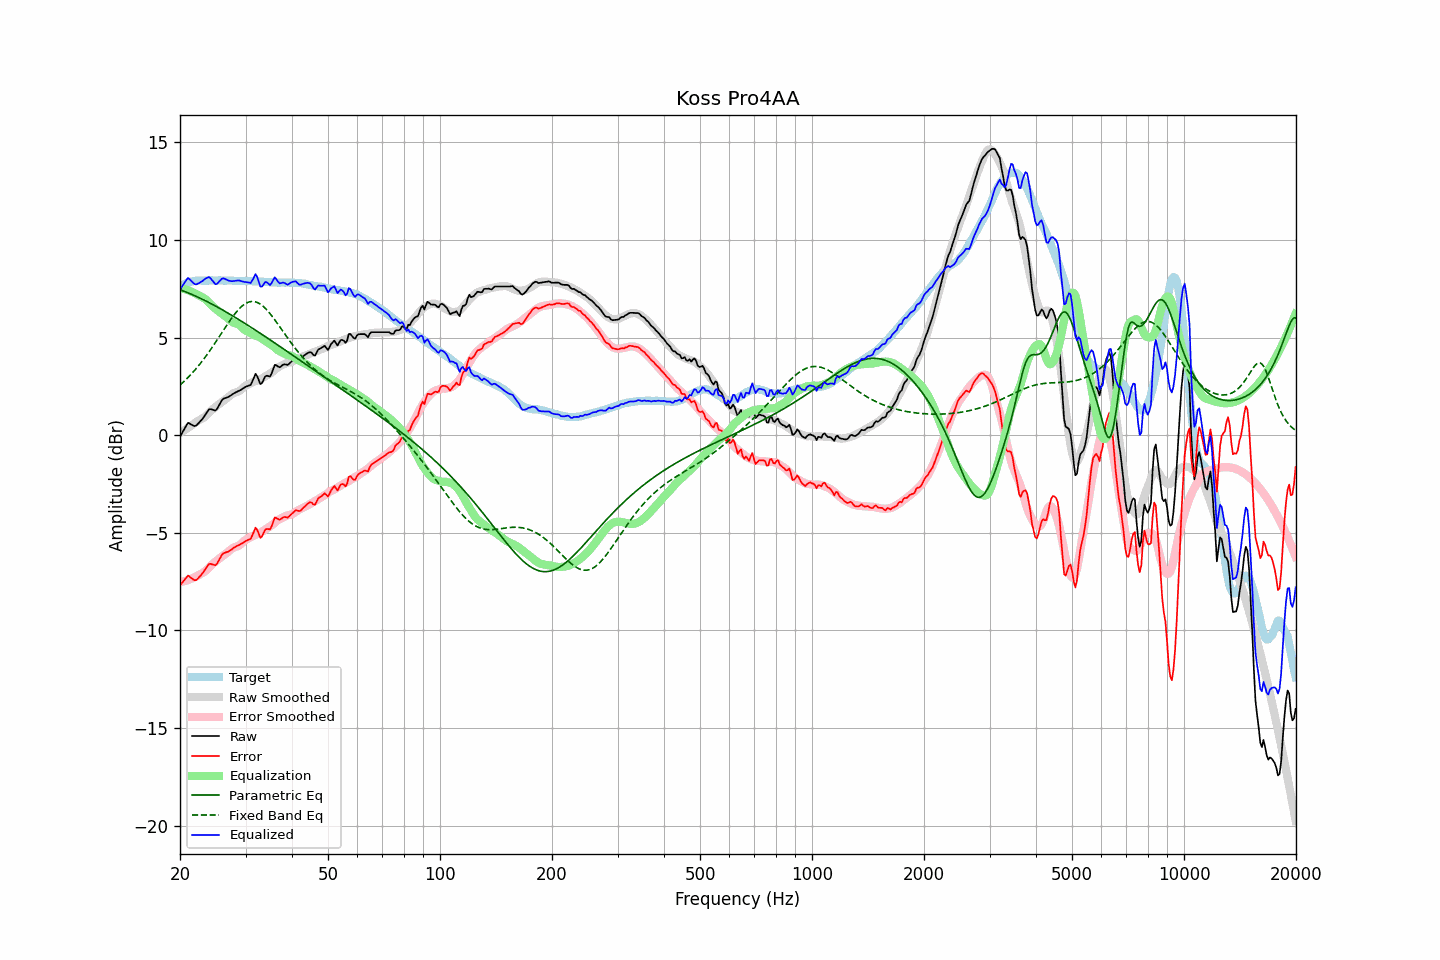 Koss Pro4AA
Amplitude (dBr)
15
10
5
0
−5
−10
−15
−20
Target
Raw Smoothed
Error Smoothed
Raw
Error
Equalization
Parametric Eq
Fixed Band Eq
Equalized
20 50 100 200 500 1000 2000 5000 10000 20000
Frequency (Hz)